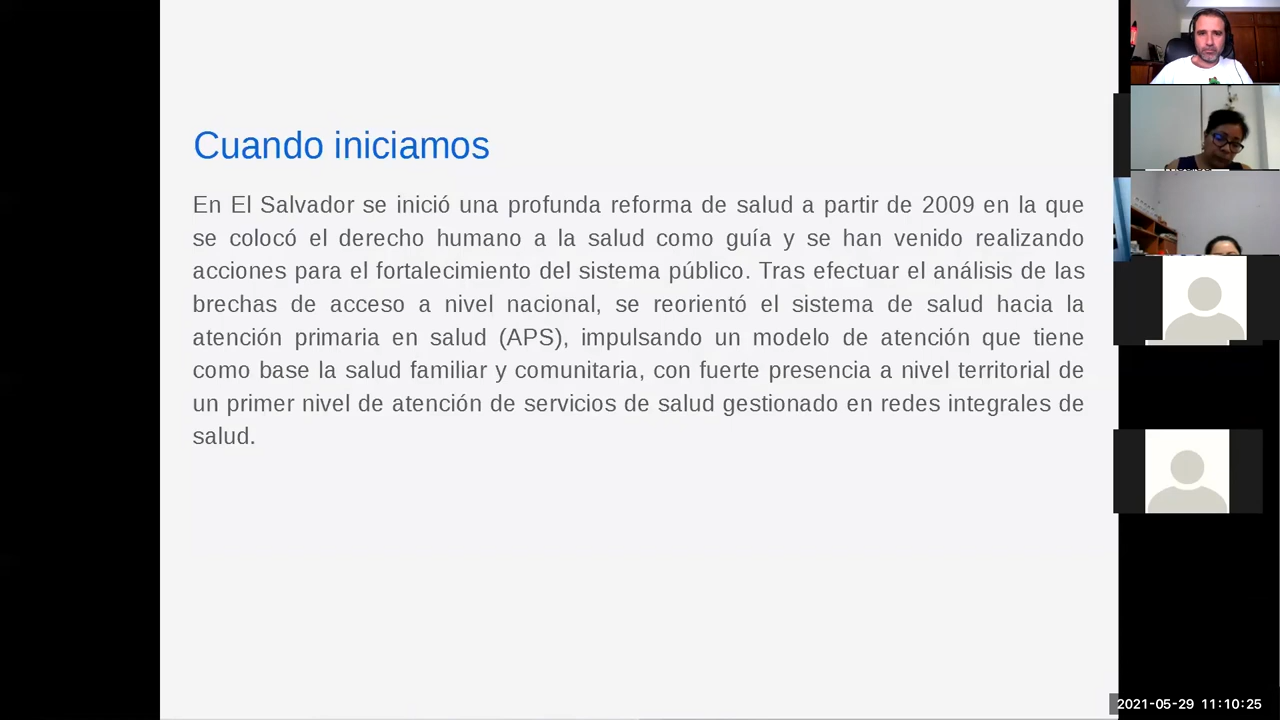 Cuando iniciamos
En El Salvador se inició una profunda reforma de salud a partir de 2009 en la que
se colocó el derecho humano a la salud como guía y se han venido realizando
acciones para el fortalecimiento del sistema público. Tras efectuar el análisis de las
brechas de acceso a nivel nacional, se reorientó el sistema de salud hacia la
atención primaria en salud (APS), impulsando un modelo de atención que tiene
como base la salud familiar y comunitaria, con fuerte presencia a nivel territorial de
un primer nivel de atención de servicios de salud gestionado en redes integrales de
salud.
2021-05-29 11:10:25